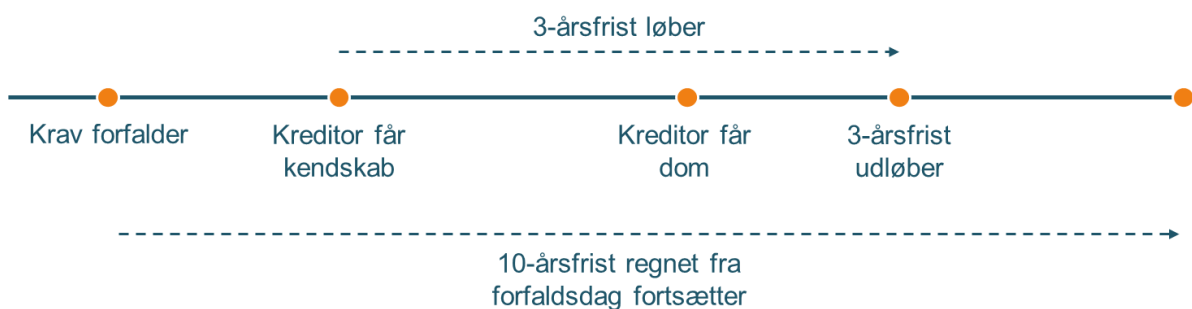 3-årsfrist løber
Krav forfalder
Kreditor får
kendskab
Kreditor får
dom
3-årsfrist
udløber
10-årsfrist regnet fra
forfaldsdag fortsætter